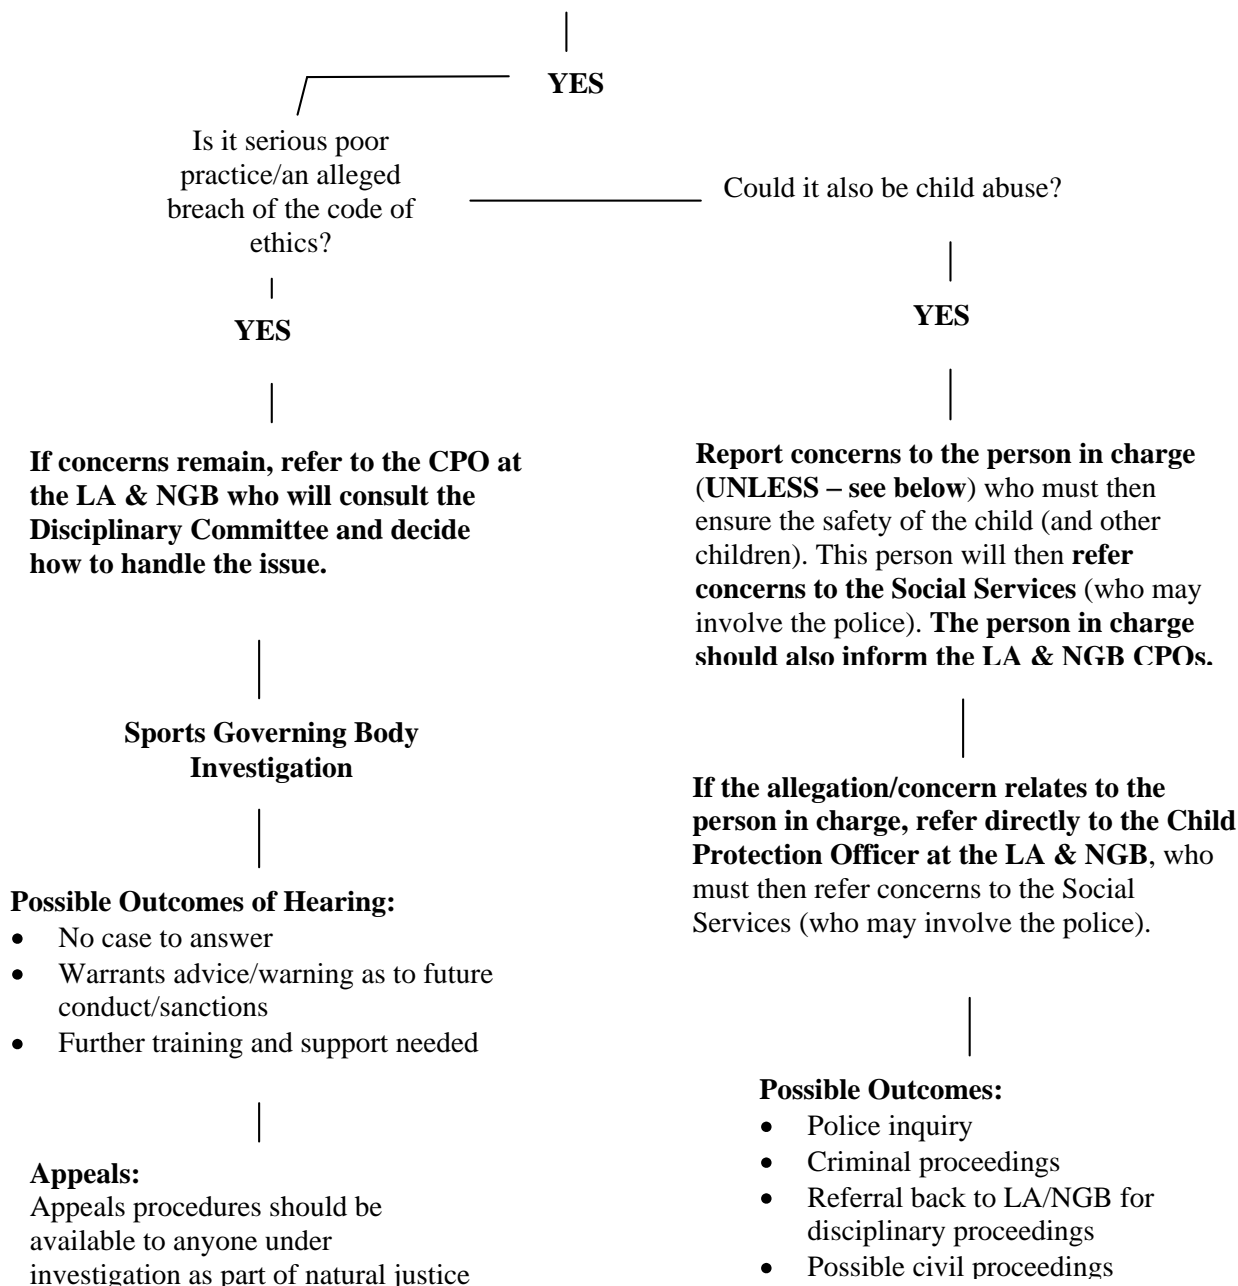 YES
Is it serious poor
practice/an alleged
breach of the code of
ethics?
Could it also be child abuse?
YES
YES
If concerns remain, refer to the CPO at
the LA & NGB who will consult the
Disciplinary Committee and decide
how to handle the issue.
Report concerns to the person in charge
(UNLESS – see below) who must then
ensure the safety of the child (and other
children). This person will then refer
concerns to the Social Services (who may
involve the police). The person in charge
should also inform the LA & NGB CPOs.
Sports Governing Body
Investigation
If the allegation/concern relates to the
person in charge, refer directly to the Child
Protection Officer at the LA & NGB, who
must then refer concerns to the Social
Services (who may involve the police).
Possible Outcomes of Hearing:
• No case to answer
• Warrants advice/warning as to future
conduct/sanctions
• Further training and support needed
Possible Outcomes:
• Police inquiry
• Criminal proceedings
• Referral back to LA/NGB for
disciplinary proceedings
• Possible civil proceedings
Appeals:
Appeals procedures should be
available to anyone under
investigation as part of natural justice